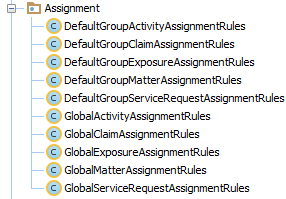 Assignment
C DefaultGroupActivityAssignmentRules
C DefaultGroupClaimAssignmentRules
C DefaultGroupExposureAssignmentRules
C DefaultGroupMatterAssignmentRules
C DefaultGroupServiceRequestAssignmentRules
C GlobalActivityAssignmentRules
C GlobalClaimAssignmentRules
C GlobalExposureAssignmentRules
C GlobalMatterAssignmentRules
C GlobalServiceRequestAssignmentRules